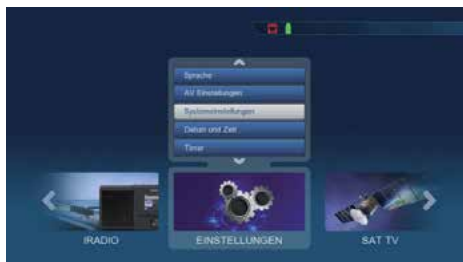 Sprache
AV Einstellungen
Systemeinstellungen
Datum und Zeit
Timer
IRADIO
EINSTELLUNGEN
SAT TV